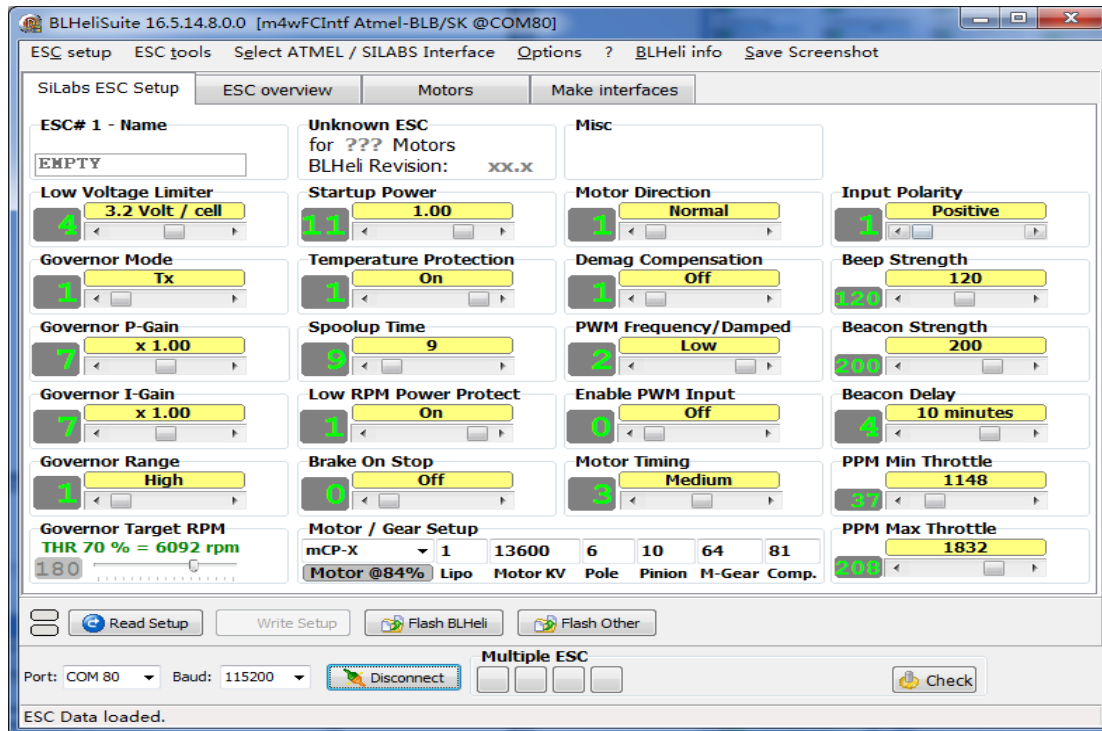 BLHeliSuite 16.5.14.8.0.0 [m4wFCIntf Atmel-BLB/SK @COM80]
ESC setup ESC tools Select ATMEL / SILABS Interface Options ? BLHeli info Save Screenshot
SiLabs ESC Setup ESC overview Motors Make interfaces
ESC# 1 - Name Unknown ESC Misc
for ??? Motors
EMPTY BLHeli Revision: xx.x
Low Voltage Limiter Startup Power Motor Direction Input Polarity
4 3.2 Volt / cell 11 1.00 1 Normal 1 Positive
Governor Mode Temperature Protection Demag Compensation Beep Strength
1 Tx 1 On 1 Off 120 120
Governor P-Gain Spoolup Time PWM Frequency/Damped Beacon Strength
7 x 1.00 9 9 2 Low 200 200
Governor I-Gain Low RPM Power Protect Enable PWM Input Beacon Delay
7 x 1.00 1 On 0 Off 4 10 minutes
Governor Range Brake On Stop Motor Timing PPM Min Throttle
1 High 0 Off 3 Medium 37 1148
Governor Target RPM Motor / Gear Setup PPM Max Throttle
THR 70 % = 6092 rpm mCP-X 1 13600 6 10 64 81 1832
180 Motor @84% Lipo Motor KV Pole Pinion M-Gear Comp. 208
Read Setup Write Setup Flash BLHeli Flash Other
Multiple ESC
Port: COM 80 Baud: 115200 Disconnect Check
ESC Data loaded.